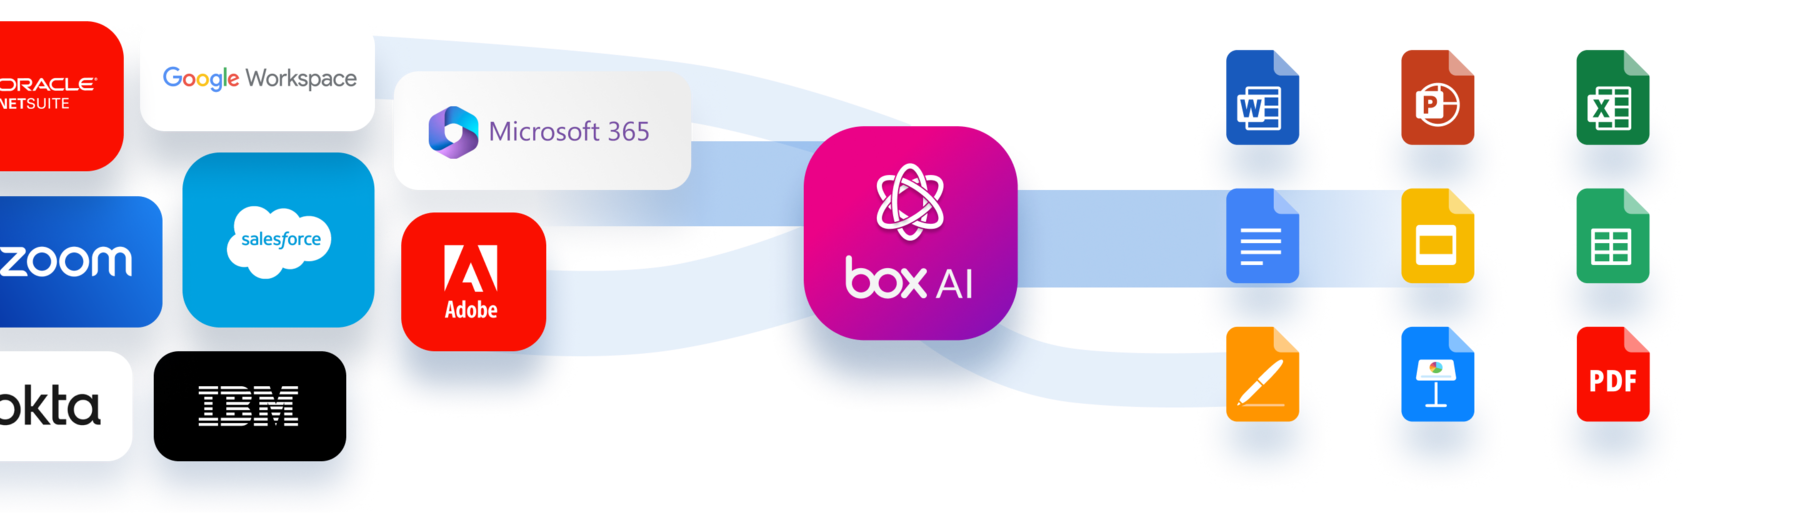 ORACLE
NETSUITE
Google Workspace
Microsoft 365
W
P
X
zoom
salesforce
Adobe
box AI
okta
IBM
PDF